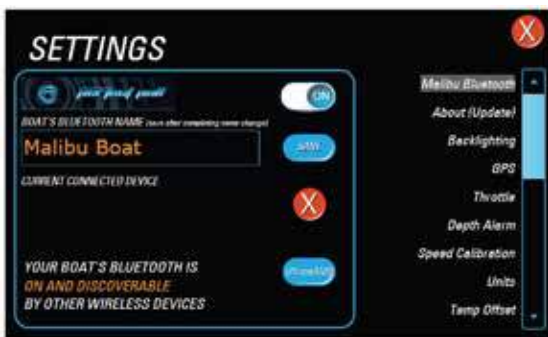 SETTINGS
ON
BOAT'S BLUETOOTH NAME
Malibu Boat
SAVE
CURRENT CONNECTED DEVICE
YOUR BOAT'S BLUETOOTH IS
ON AND DISCOVERABLE
BY OTHER WIRELESS DEVICES
Malibu Bluetooth
About (Update)
Backlighting
GPS
Throttle
Depth Alarm
Speed Calibration
Units
Temp Offset